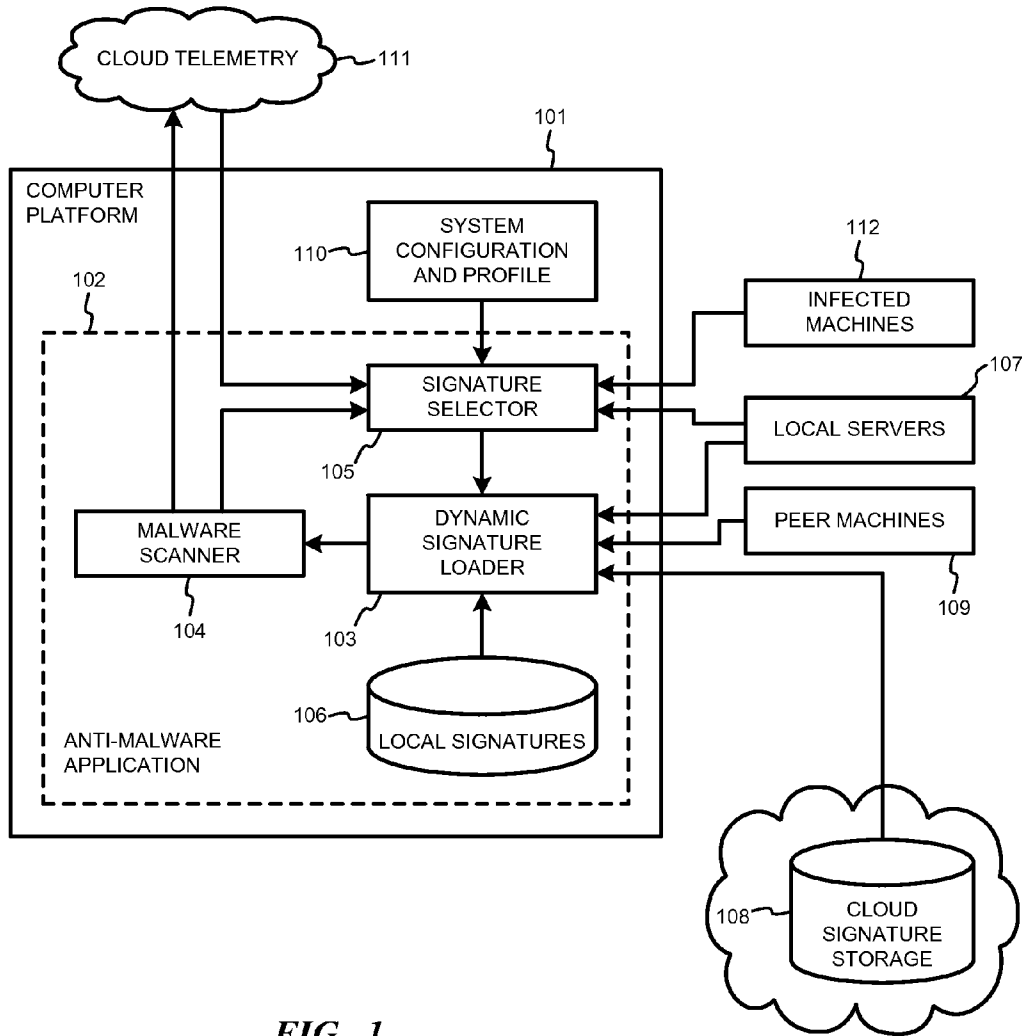 CLOUD TELEMETRY
111
101
COMPUTER
PLATFORM
SYSTEM
CONFIGURATION
AND PROFILE
110
112
INFECTED
MACHINES
102
107
SIGNATURE
SELECTOR
105
LOCAL SERVERS
MALWARE
SCANNER
104
DYNAMIC
SIGNATURE
LOADER
103
PEER MACHINES
109
106
LOCAL SIGNATURES
ANTI-MALWARE
APPLICATION
108
CLOUD
SIGNATURE
STORAGE
FIG. 1